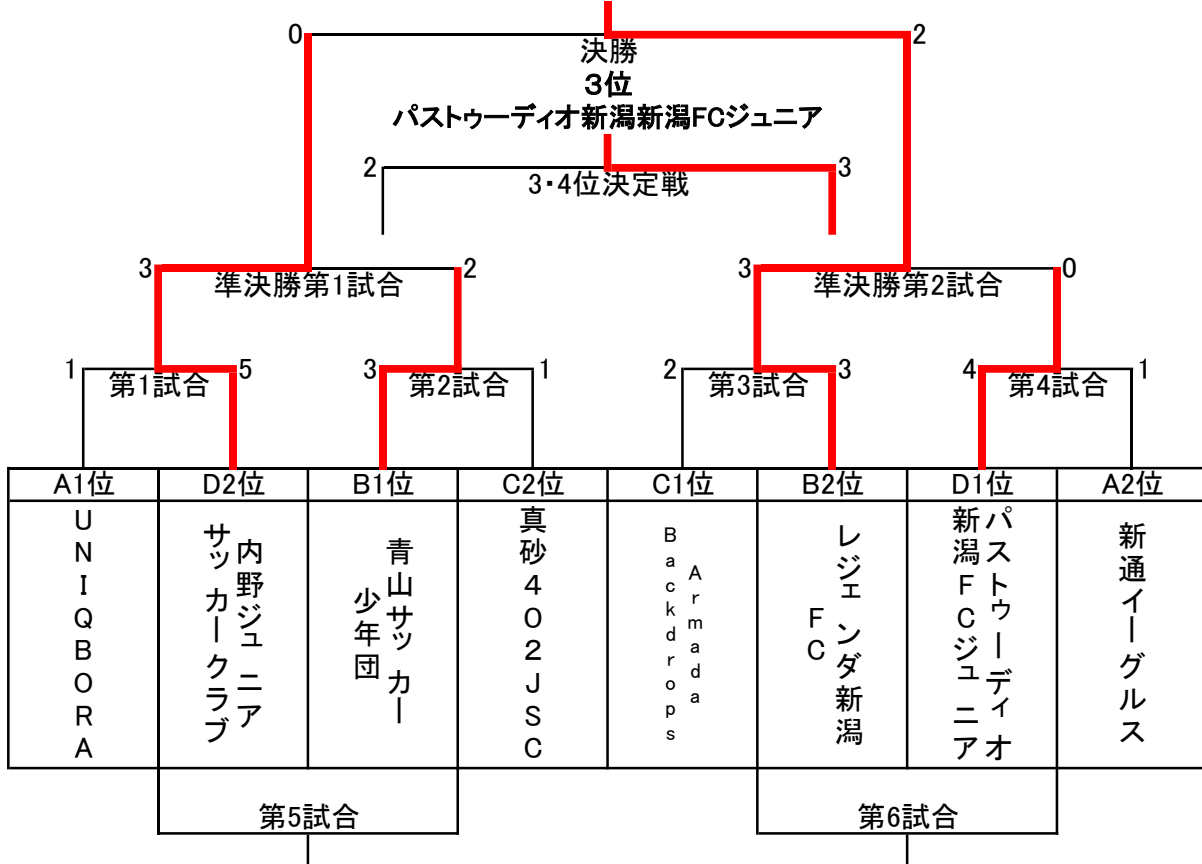 0
2
決勝
3位
パストゥーディオ新潟新潟FCジュニア
2
3
3・4位決定戦
3
2
3
0
準決勝第1試合
準決勝第2試合
1
5
3
1
2
3
4
1
第1試合
第2試合
第3試合
第4試合
A1位
D2位
B1位
C2位
C1位
B2位
D1位
A2位
UNIQBORA
内野ジュニア
サッカークラブ
青山サッカー
少年団
真砂402JSC
Armada
Backdrops
レジェンダ新潟
FC
パストゥーディオ
新潟FCジュニア
新通イーグルス
第5試合
第6試合